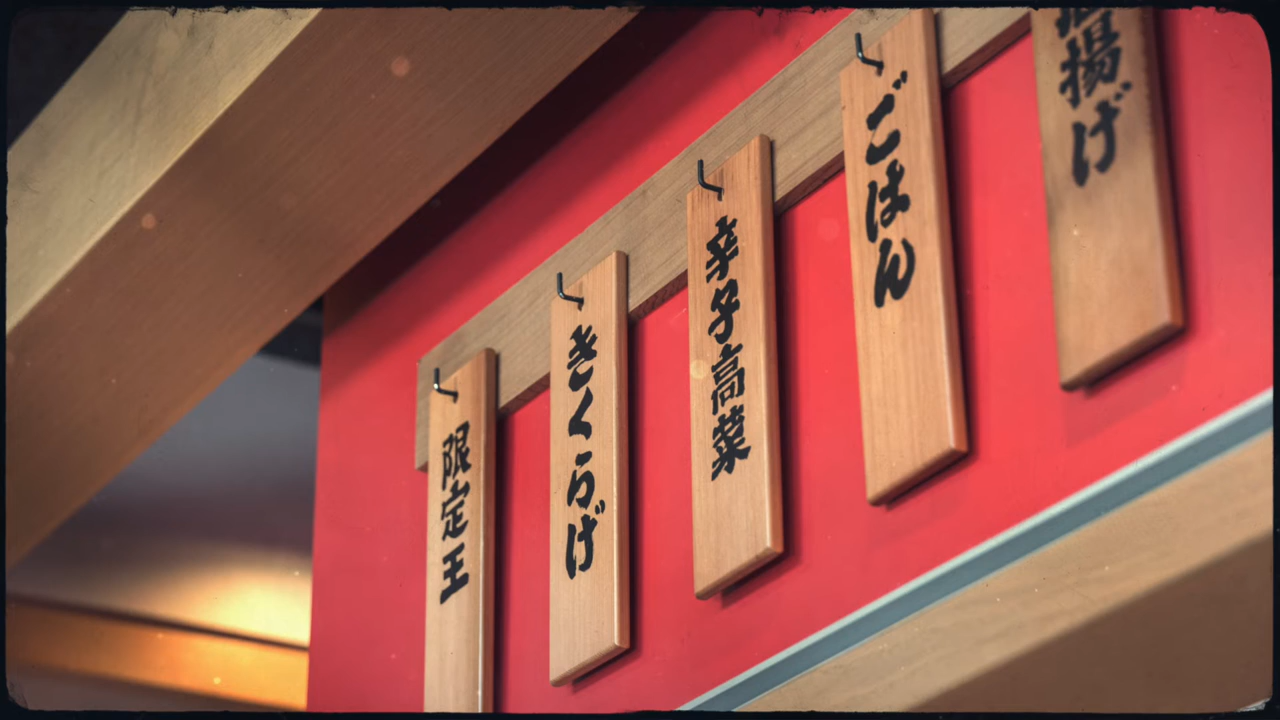 揚げ
ごはん
辛子高菜
きくらげ
限定王